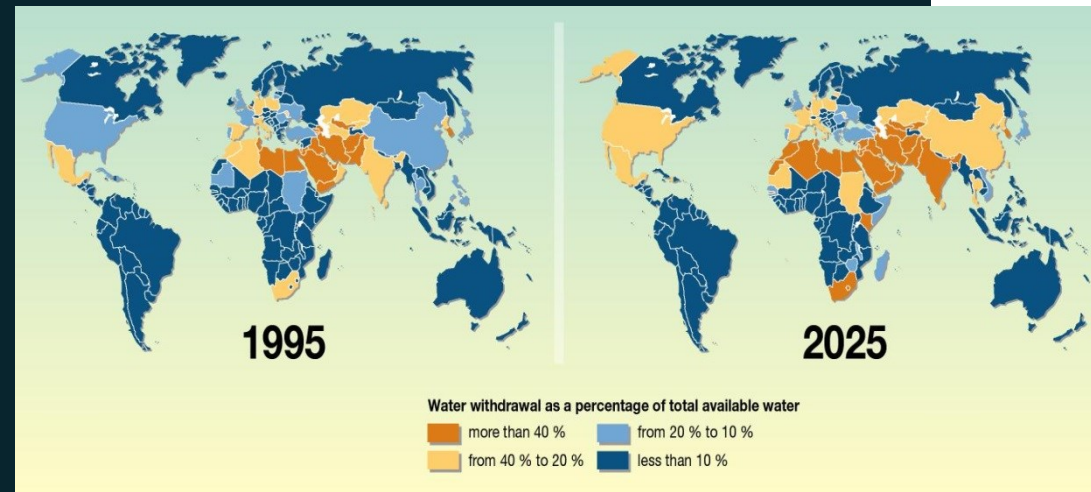 1995
2025
Water withdrawal as a percentage of total available water
more than 40 %
from 20 % to 10 %
from 40 % to 20 %
less than 10 %